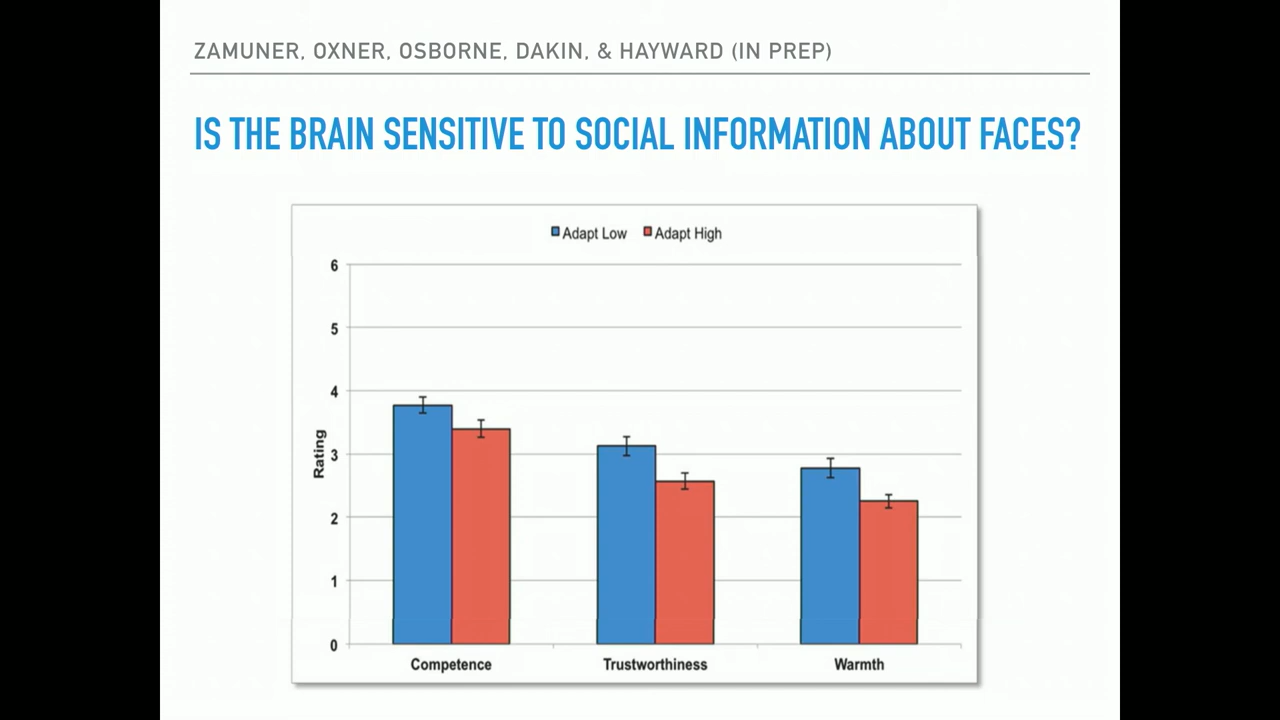 ZAMUNER, OXNER, OSBORNE, DAKIN, & HAYWARD (IN PREP)
IS THE BRAIN SENSITIVE TO SOCIAL INFORMATION ABOUT FACES?
Adapt Low Adapt High
6
5
4
3
2
1
0
Rating
Competence Trustworthiness Warmth